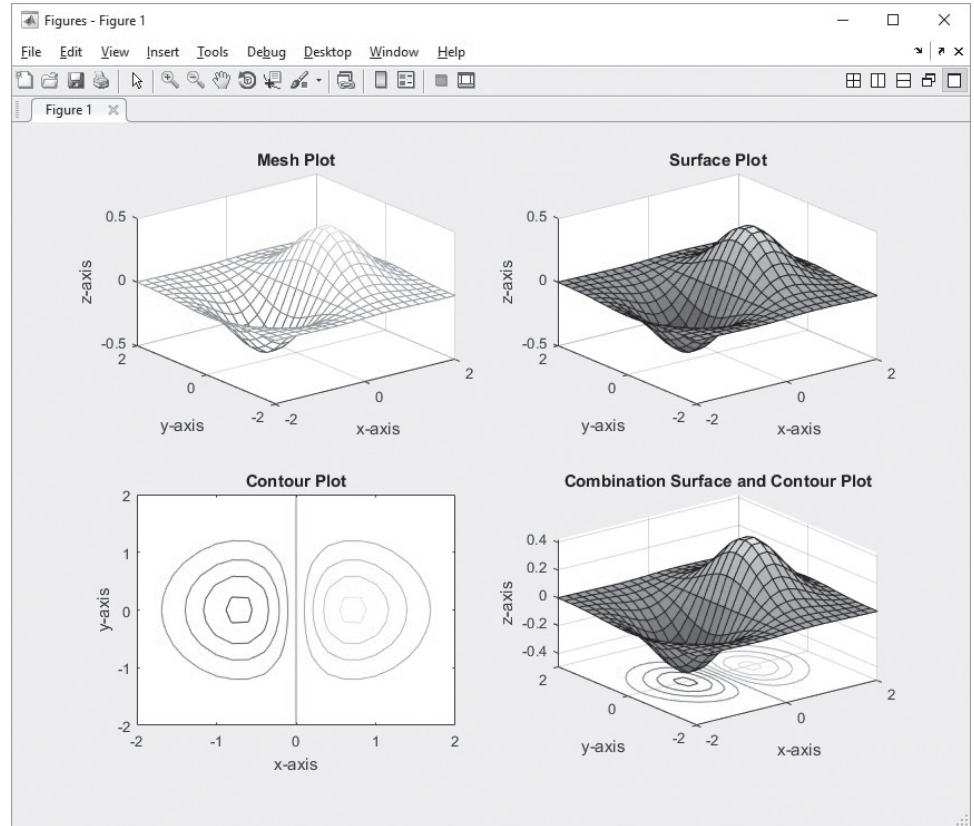 Figures - Figure 1
File Edit View Insert Tools Debug Desktop Window Help
Figure 1
Mesh Plot
0.5
0
-0.5
z-axis
2
0
-2
y-axis
-2
0
2
x-axis
Surface Plot
0.5
0
-0.5
z-axis
2
0
-2
y-axis
-2
0
2
x-axis
Contour Plot
2
1
0
-1
-2
y-axis
-2
-1
0
1
2
x-axis
Combination Surface and Contour Plot
0.4
0.2
0
-0.2
-0.4
z-axis
2
0
-2
y-axis
-2
0
2
x-axis